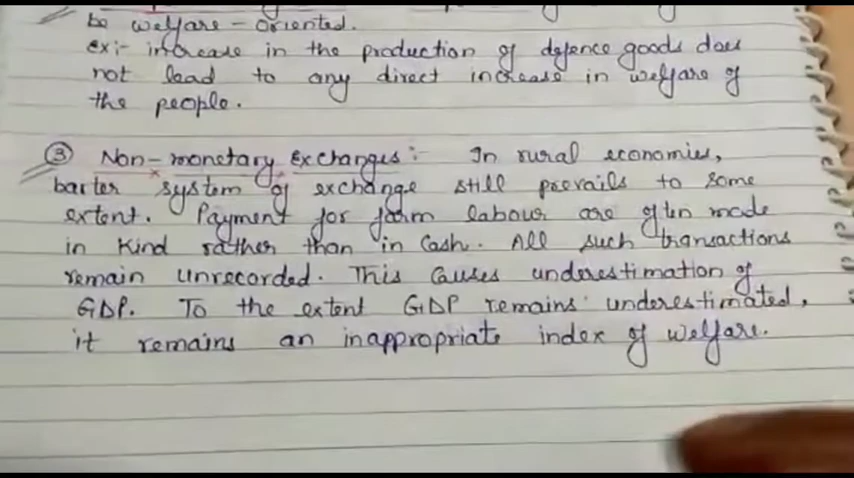 be welfare-oriented.
ex:- increase in the production of defence goods does
not lead to any direct increase in welfare of
the people.
③ Non-monetary Exchanges:- In rural economies,
barter system of exchange still prevails to some
extent. Payment for farm labour are often made
in kind rather than in cash. All such transactions
remain unrecorded. This causes underestimation of
GDP. To the extent GDP remains underestimated,
it remains an inappropriate index of welfare.